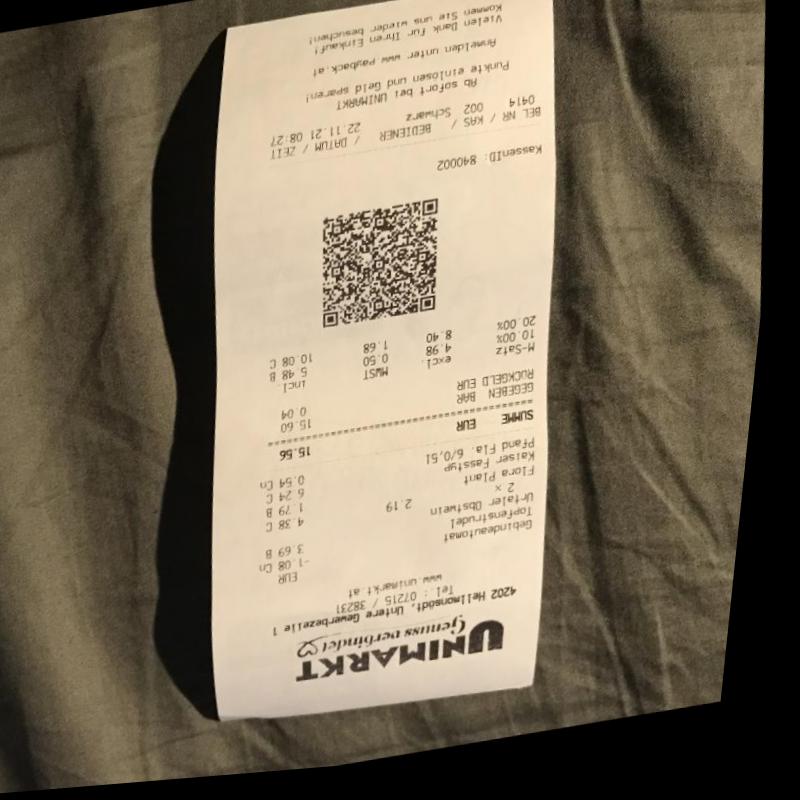 UNIMARKT
Genuss verbindet
4202 Hellmonsödt, Untere Gewerbezeile 1
Tel.: 07215 / 38231
www.unimarkt.at
EUR
Gebindeautomat -1.08 Cn
Topfenstrudel 3.69 B
Urtaler Obstwein
2 x 2.19 4.38 C
Flora Plant 1.79 B
Kaiser Fasstyp 6.24 C
Pfand Fla. 6/0,5l 0.54 Cn
SUMME EUR 15.56
GEGEBEN BAR 15.60
RÜCKGELD EUR 0.04
M-Satz excl. MWST incl.
10.00% 4.98 0.50 5.48 B
20.00% 8.40 1.68 10.08 C
KassenID: 840002
BEL NR / KAS / BEDIENER / DATUM / ZEIT
0414 002 Schwarz 22.11.21 08:27
Ab sofort bei UNIMARKT
Punkte einlösen und Geld sparen!
Anmelden unter www.payback.at
Vielen Dank für Ihren Einkauf!
Kommen Sie uns wieder besuchen!